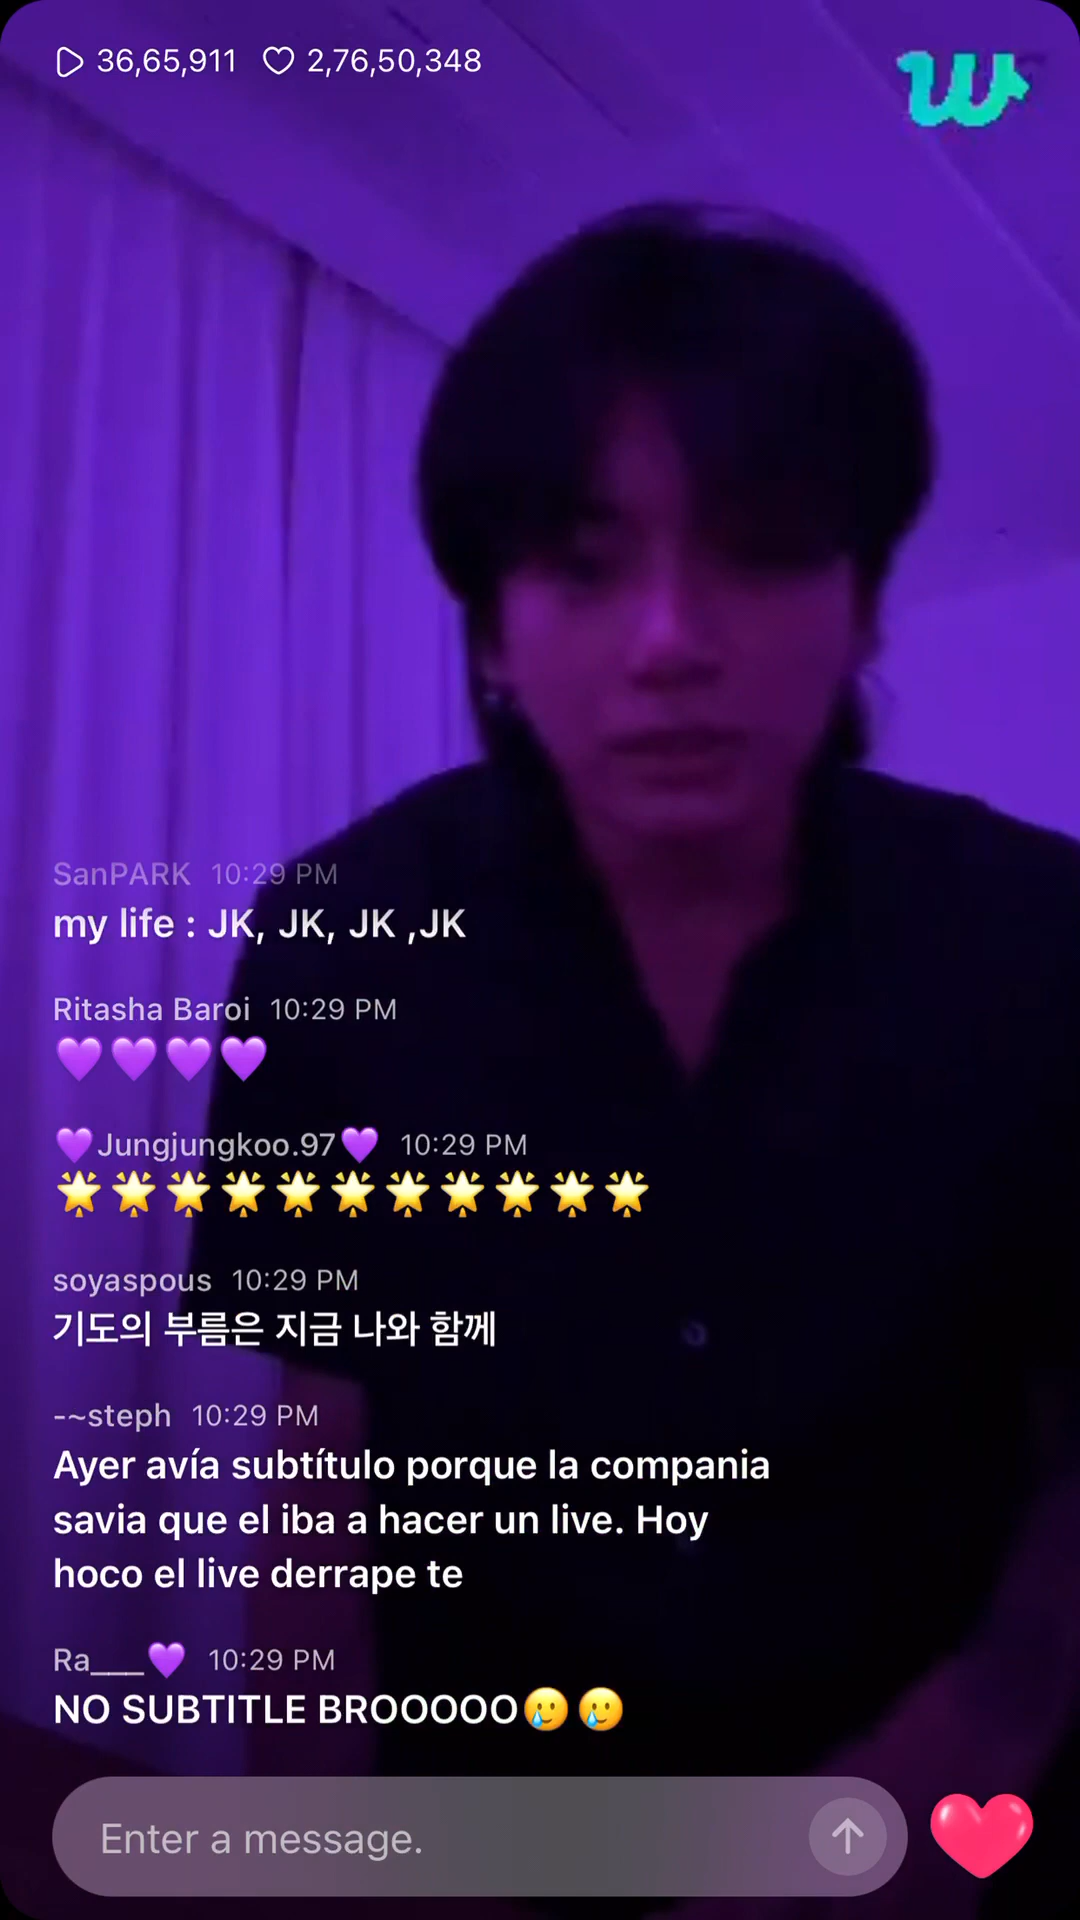 36,65,911 2,76,50,348
SanPARK 10:29 PM
my life : JK, JK, JK ,JK
Ritasha Baroi 10:29 PM
💜💜💜💜
💜Jungjungkoo.97💜 10:29 PM
🌟🌟🌟🌟🌟🌟🌟🌟🌟🌟🌟
soyaspous 10:29 PM
기도의 부름은 지금 나와 함께
-~steph 10:29 PM
Ayer avía subtítulo porque la compania
savia que el iba a hacer un live. Hoy
hoco el live derrape te
Ra___💜 10:29 PM
NO SUBTITLE BROOOOO🥲🥲
Enter a message.